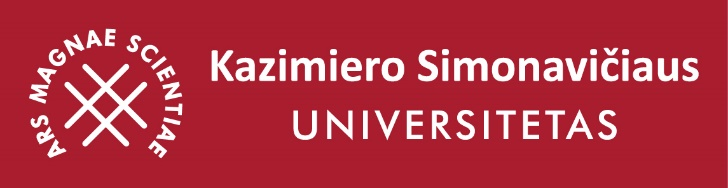 ARS MAGNAE SCIENTIAE
Kazimiero Simonavičiaus
UNIVERSITETAS